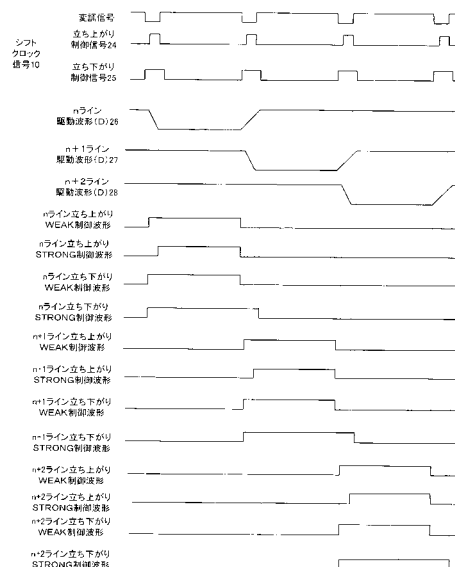 変調信号
立ち上がり
制御信号24
シフト
クロック
信号10
立ち下がり
制御信号25
nライン
駆動波形(D)26
n+1ライン
駆動波形(D)27
n+2ライン
駆動波形(D)28
nライン立ち上がり
WEAK制御波形
nライン立ち上がり
STRONG制御波形
nライン立ち下がり
WEAK制御波形
nライン立ち下がり
STRONG制御波形
n+1ライン立ち上がり
WEAK制御波形
n+1ライン立ち上がり
STRONG制御波形
n+1ライン立ち下がり
WEAK制御波形
n+1ライン立ち下がり
STRONG制御波形
n+2ライン立ち上がり
WEAK制御波形
n+2ライン立ち上がり
STRONG制御波形
n+2ライン立ち下がり
WEAK制御波形
n+2ライン立ち下がり
STRONG制御波形